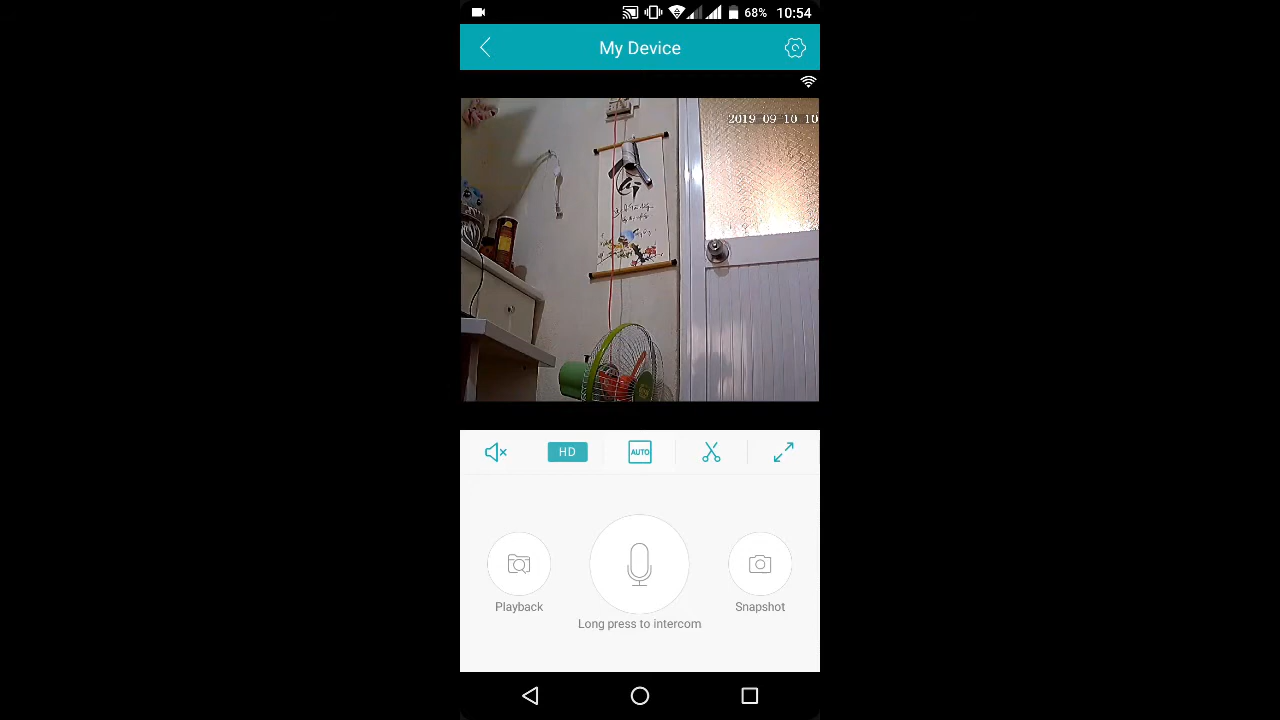 68% 10:54
My Device
2019 09 10 10
HD
AUTO
Playback
Snapshot
Long press to intercom